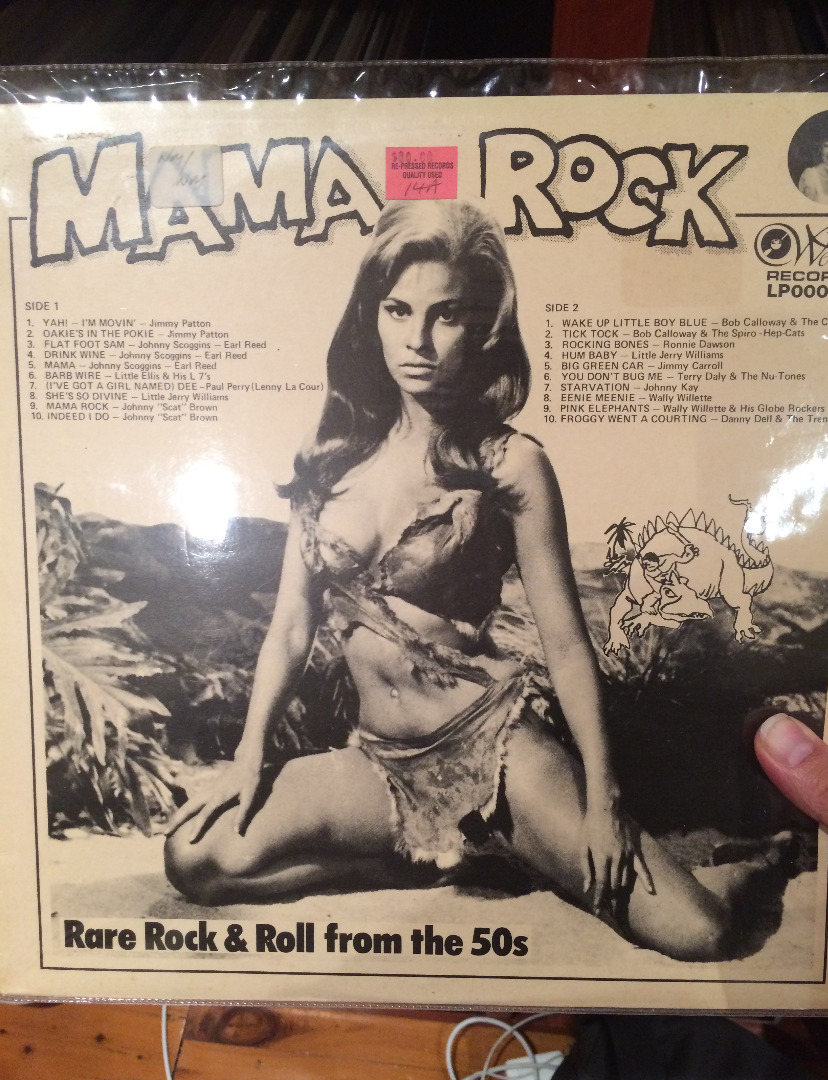 MAMA ROCK
RE-PRESSED RECORDS
QUALITY USED
14A
RECOR
LP000
SIDE 1
1. YAH! – I'M MOVIN' – Jimmy Patton
2. OAKIE'S IN THE POKIE – Jimmy Patton
3. FLAT FOOT SAM – Johnny Scoggins – Earl Reed
4. DRINK WINE – Johnny Scoggins – Earl Reed
5. MAMA – Johnny Scoggins – Earl Reed
6. BARB WIRE – Little Ellis & His L 7's
7. (I'VE GOT A GIRL NAMED) DEE –Paul Perry (Lenny La Cour)
8. SHE'S SO DIVINE – Little Jerry Williams
9. MAMA ROCK – Johnny "Scat" Brown
10. INDEED I DO – Johnny "Scat" Brown
SIDE 2
1. WAKE UP LITTLE BOY BLUE – Bob Calloway & The C
2. TICK TOCK – Bob Calloway & The Spiro -Hep-Cats
3. ROCKING BONES – Ronnie Dawson
4. HUM BABY – Little Jerry Williams
5. BIG GREEN CAR – Jimmy Carroll
6. YOU DON'T BUG ME – Terry Daly & The Nu-Tones
7. STARVATION – Johnny Kay
8. EENIE MEENIE – Wally Willette
9. PINK ELEPHANTS – Wally Willette & His Globe Rockers
10. FROGGY WENT A COURTING – Danny Dell & The Tren
Rare Rock & Roll from the 50s